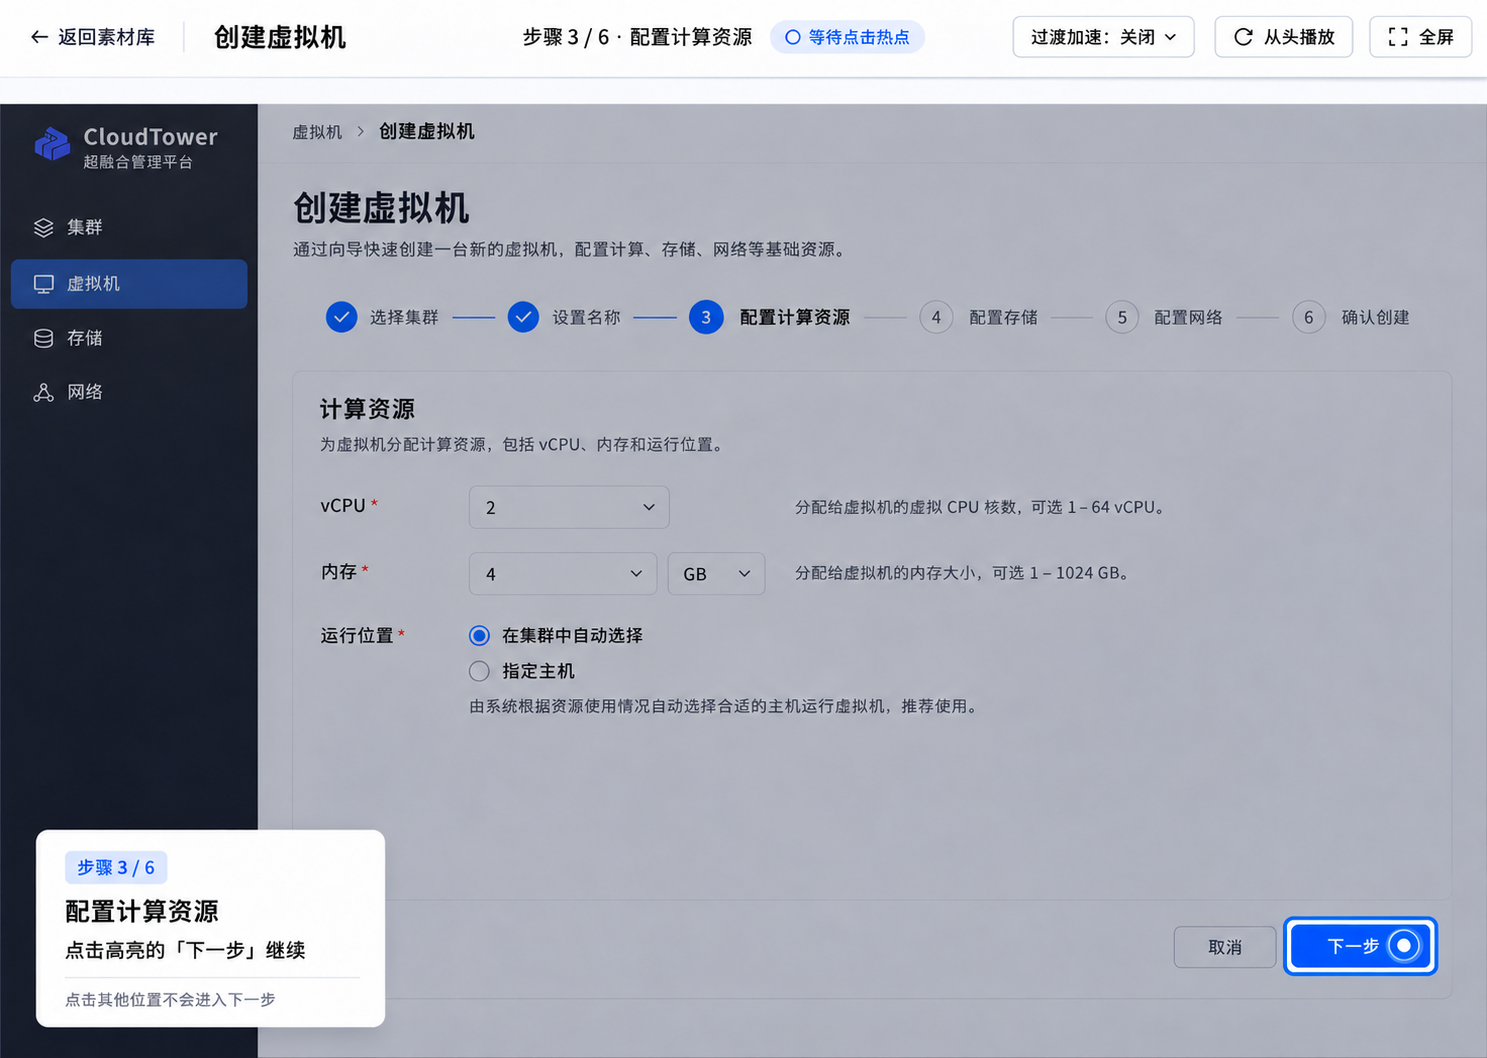 返回素材库
创建虚拟机
步骤 3 / 6 · 配置计算资源
等待点击热点
过渡加速：关闭
从头播放
全屏
CloudTower
超融合管理平台
集群
虚拟机
存储
网络
虚拟机 > 创建虚拟机
创建虚拟机
通过向导快速创建一台新的虚拟机，配置计算、存储、网络等基础资源。
选择集群
设置名称
3 配置计算资源
4 配置存储
5 配置网络
6 确认创建
计算资源
为虚拟机分配计算资源，包括 vCPU、内存和运行位置。
vCPU * 2 分配给虚拟机的虚拟 CPU 核数，可选 1 – 64 vCPU。
内存 * 4 GB 分配给虚拟机的内存大小，可选 1 – 1024 GB。
运行位置 * 在集群中自动选择
指定主机
由系统根据资源使用情况自动选择合适的主机运行虚拟机，推荐使用。
步骤 3 / 6
配置计算资源
点击高亮的「下一步」继续
点击其他位置不会进入下一步
取消
下一步